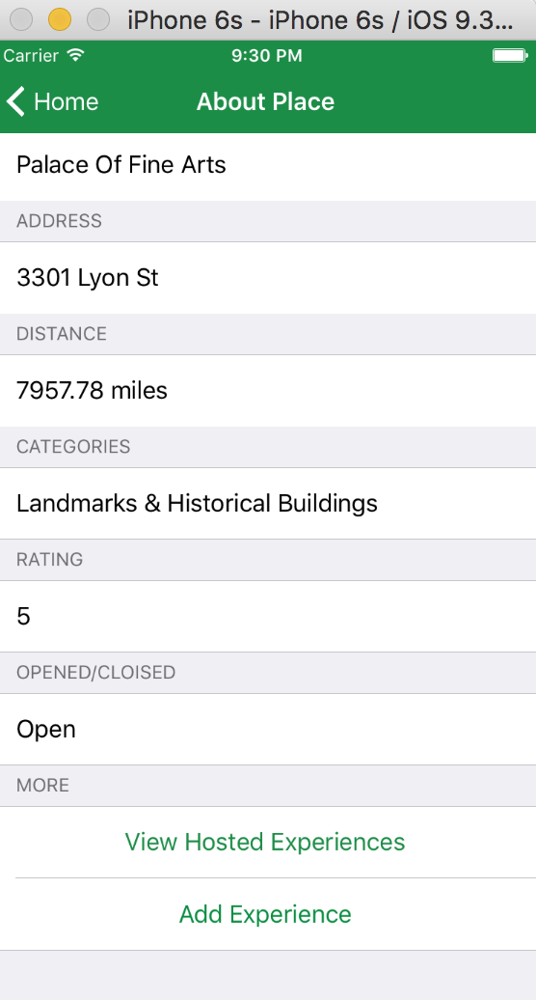 iPhone 6s - iPhone 6s / iOS 9.3...
Carrier 9:30 PM
Home About Place
Palace Of Fine Arts
ADDRESS
3301 Lyon St
DISTANCE
7957.78 miles
CATEGORIES
Landmarks & Historical Buildings
RATING
5
OPENED/CLOISED
Open
MORE
View Hosted Experiences
Add Experience